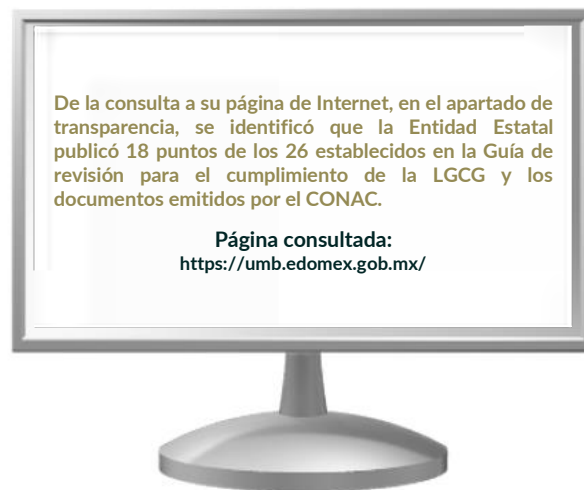 De la consulta a su página de Internet, en el apartado de
transparencia, se identificó que la Entidad Estatal
publicó 18 puntos de los 26 establecidos en la Guía de
revisión para el cumplimiento de la LGCG y los
documentos emitidos por el CONAC.
Página consultada:
https://umb.edomex.gob.mx/